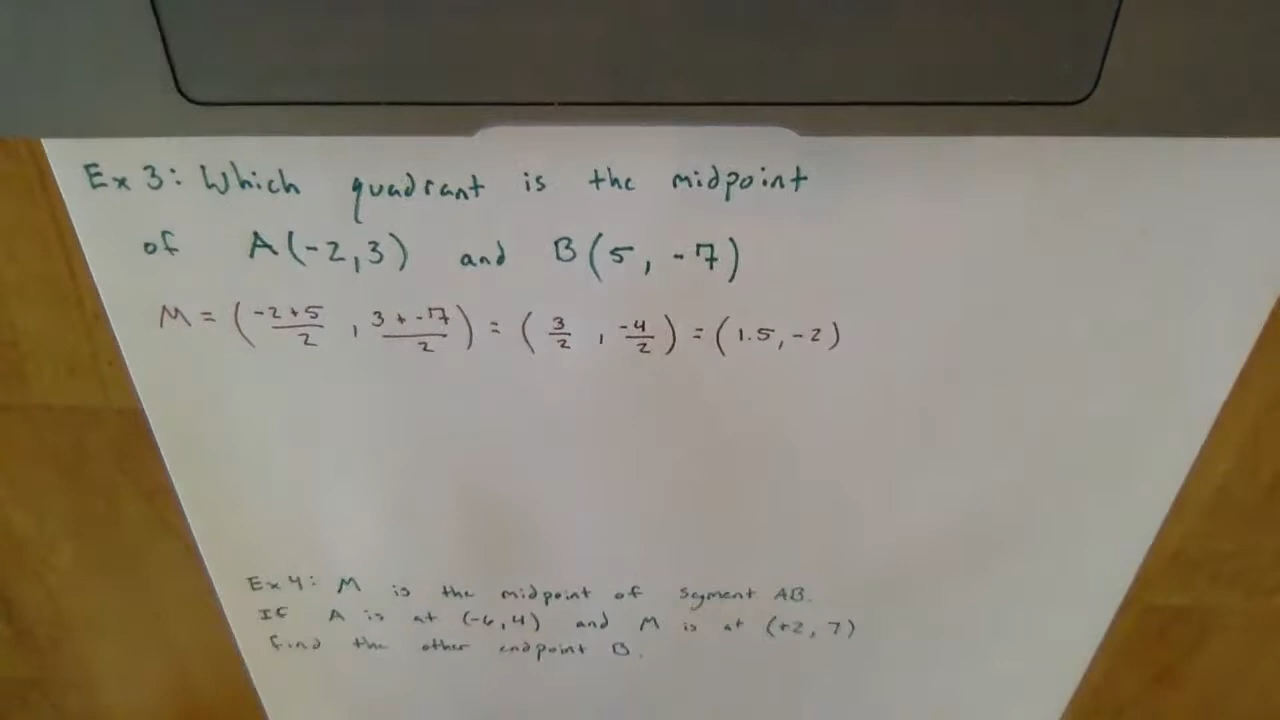 Ex 3: Which quadrant is the midpoint
of A(-2,3) and B(5, -7)
M = (-2+5/2 , 3+-7/2) = (3/2 , -4/2) = (1.5, -2)
Ex 4: M is the midpoint of segment AB.
If A is at (-6,4) and M is at (+2, 7)
find the other endpoint B.